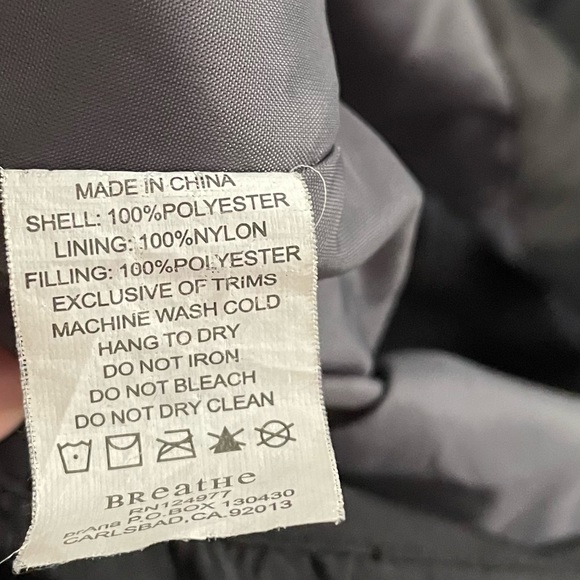 MADE IN CHINA
SHELL: 100%POLYESTER
LINING: 100%NYLON
FILLING: 100%POLYESTER
EXCLUSIVE OF TRIMS
MACHINE WASH COLD
HANG TO DRY
DO NOT IRON
DO NOT BLEACH
DO NOT DRY CLEAN
BReatHe
RN124977
prAna P.O.BOX 130430
CARLSBAD,CA.92013